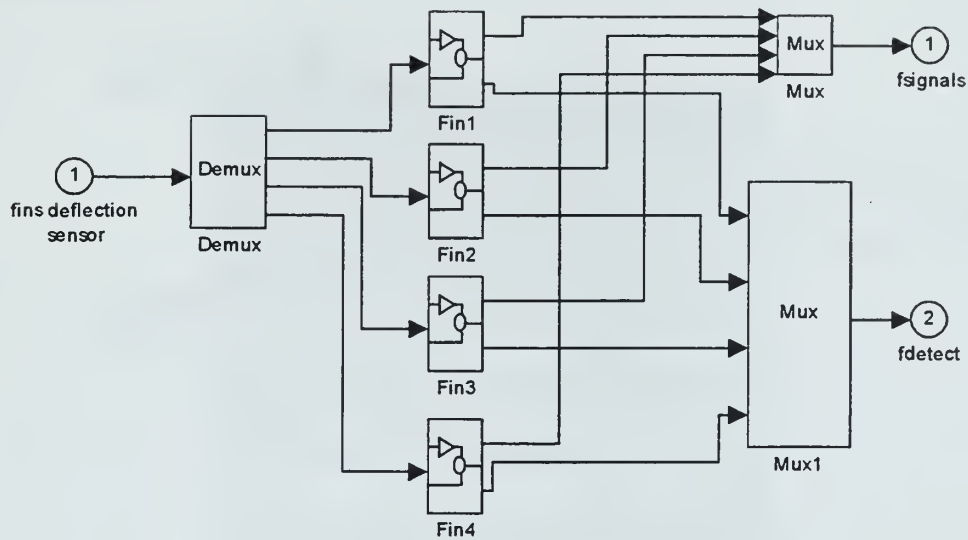 Fin1
Mux
Mux
1
fsignals
1
fins deflection
sensor
Demux
Demux
Fin2
Fin3
Mux
Mux1
2
fdetect
Fin4